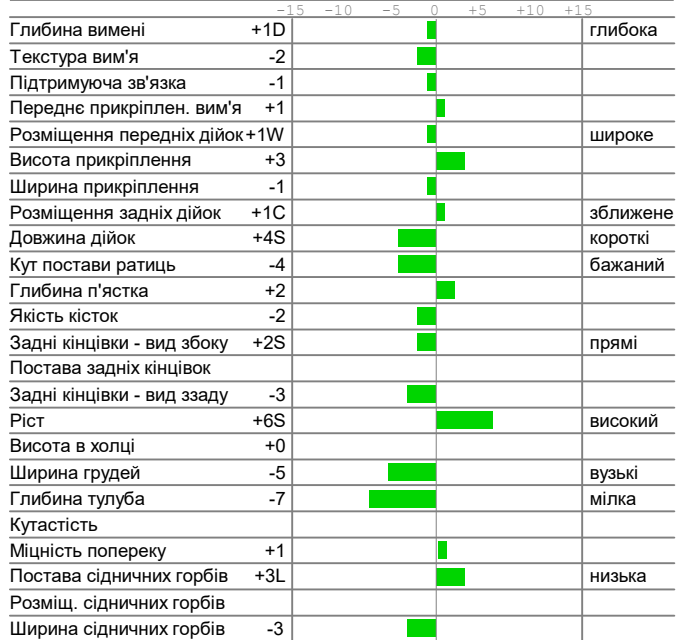 -15 -10 -5 0 +5 +10 +15
Глибина вимені +1D глибока
Текстура вим'я -2
Підтримуюча зв'язка -1
Переднє прикріплен. вим'я +1
Розміщення передніх дійок +1W широке
Висота прикріплення +3
Ширина прикріплення -1
Розміщення задніх дійок +1C зближене
Довжина дійок +4S короткі
Кут постави ратиць -4 бажаний
Глибина п'ястка +2
Якість кісток -2
Задні кінцівки - вид збоку +2S прямі
Постава задніх кінцівок
Задні кінцівки - вид ззаду -3
Ріст +6S високий
Висота в холці +0
Ширина грудей -5 вузькі
Глибина тулуба -7 мілка
Кутастість
Міцність попереку +1
Постава сідничних горбів +3L низька
Розміщ. сідничних горбів
Ширина сідничних горбів -3